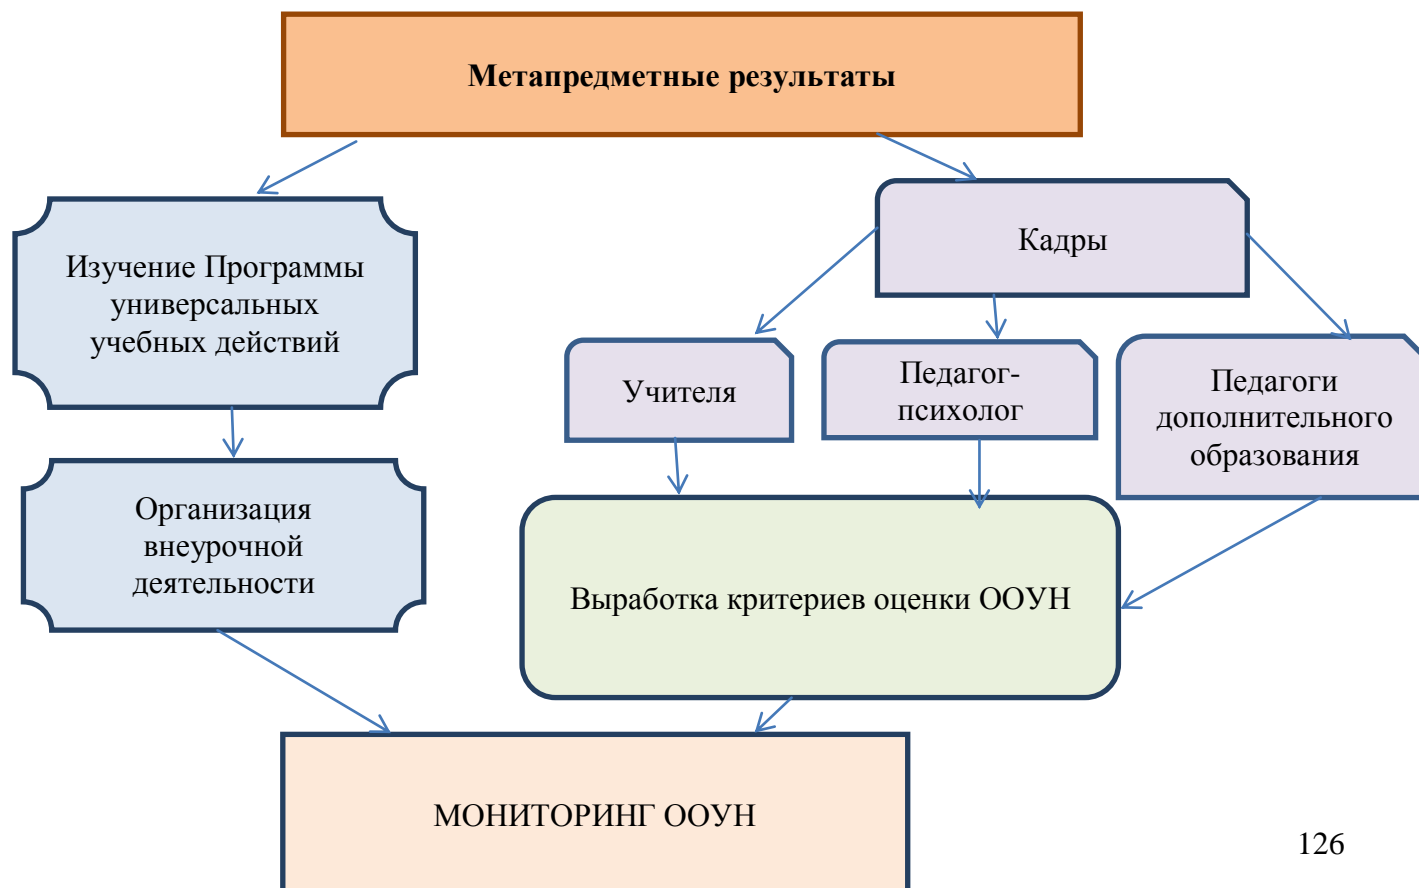 Метапредметные результаты
Кадры
Изучение Программы
универсальных
учебных действий
Учителя
Педагог-
психолог
Педагоги
дополнительного
образования
Организация
внеурочной
деятельности
Выработка критериев оценки ООУН
МОНИТОРИНГ ООУН
126